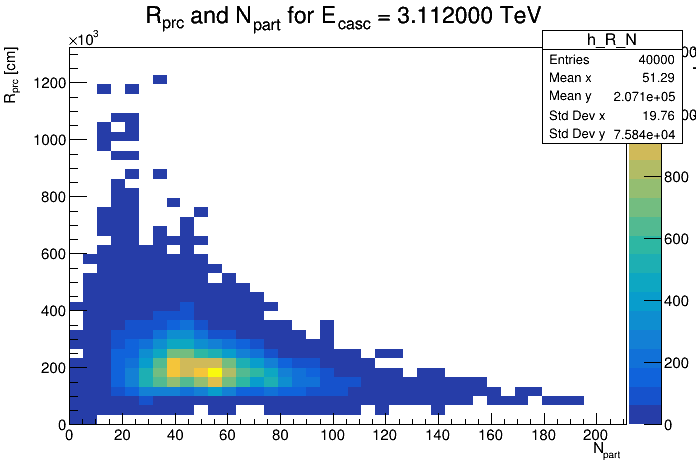 R_prc and N_part for E_casc = 3.112000 TeV
×10³
R_prc [cm]
h_R_N
Entries 40000
Mean x 51.29
Mean y 2.071e+05
Std Dev x 19.76
Std Dev y 7.584e+04
1200
1000
800
600
400
200
0
800
600
400
200
0
0 20 40 60 80 100 120 140 160 180 200
N_part